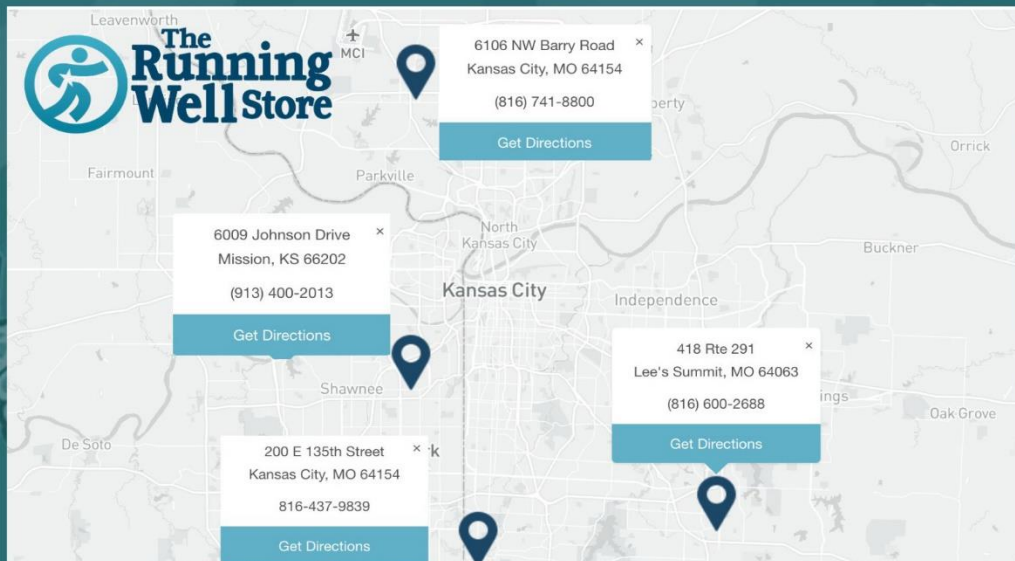 The
Running
Well Store
Leavenworth
MCI
6106 NW Barry Road ×
Kansas City, MO 64154
(816) 741-8800
Get Directions
perty
Orrick
Fairmount
Parkville
North
Kansas City
Buckner
6009 Johnson Drive ×
Mission, KS 66202
(913) 400-2013
Get Directions
Kansas City
Independence
418 Rte 291 ×
Lee's Summit, MO 64063
(816) 600-2688
Get Directions
ings
Oak Grove
Shawnee
De Soto
rk
200 E 135th Street ×
Kansas City, MO 64154
816-437-9839
Get Directions